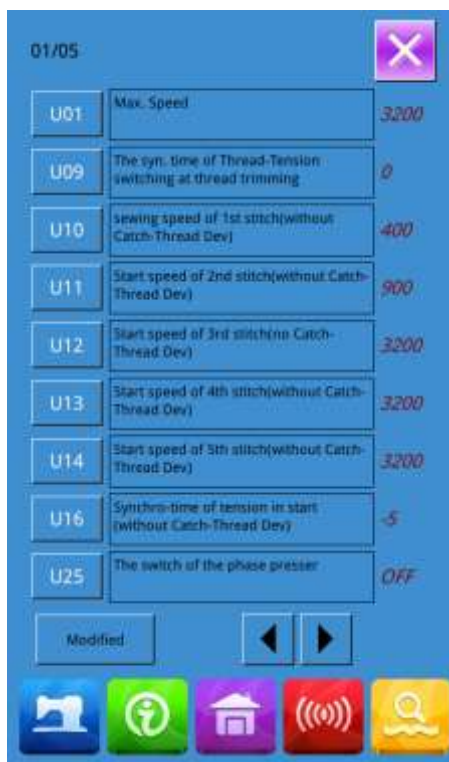 01/05
U01 Max. Speed 3200
U09 The syn. time of Thread-Tension
switching at thread trimming 0
U10 sewing speed of 1st stitch(without
Catch-Thread Dev) 400
U11 Start speed of 2nd stitch(without Catch-
Thread Dev) 900
U12 Start speed of 3rd stitch(no Catch-
Thread Dev) 3200
U13 Start speed of 4th stitch(without Catch-
Thread Dev) 3200
U14 Start speed of 5th stitch(without Catch-
Thread Dev) 3200
U16 Synchro-time of tension in start
(without Catch-Thread Dev) -5
U25 The switch of the phase presser OFF
Modified